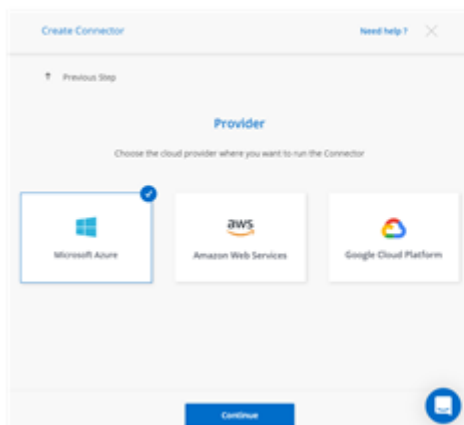 Create Connector
Need help ?
Previous Step
Provider
Choose the cloud provider where you want to run the Connector
aws
Microsoft Azure
Amazon Web Services
Google Cloud Platform
Continue